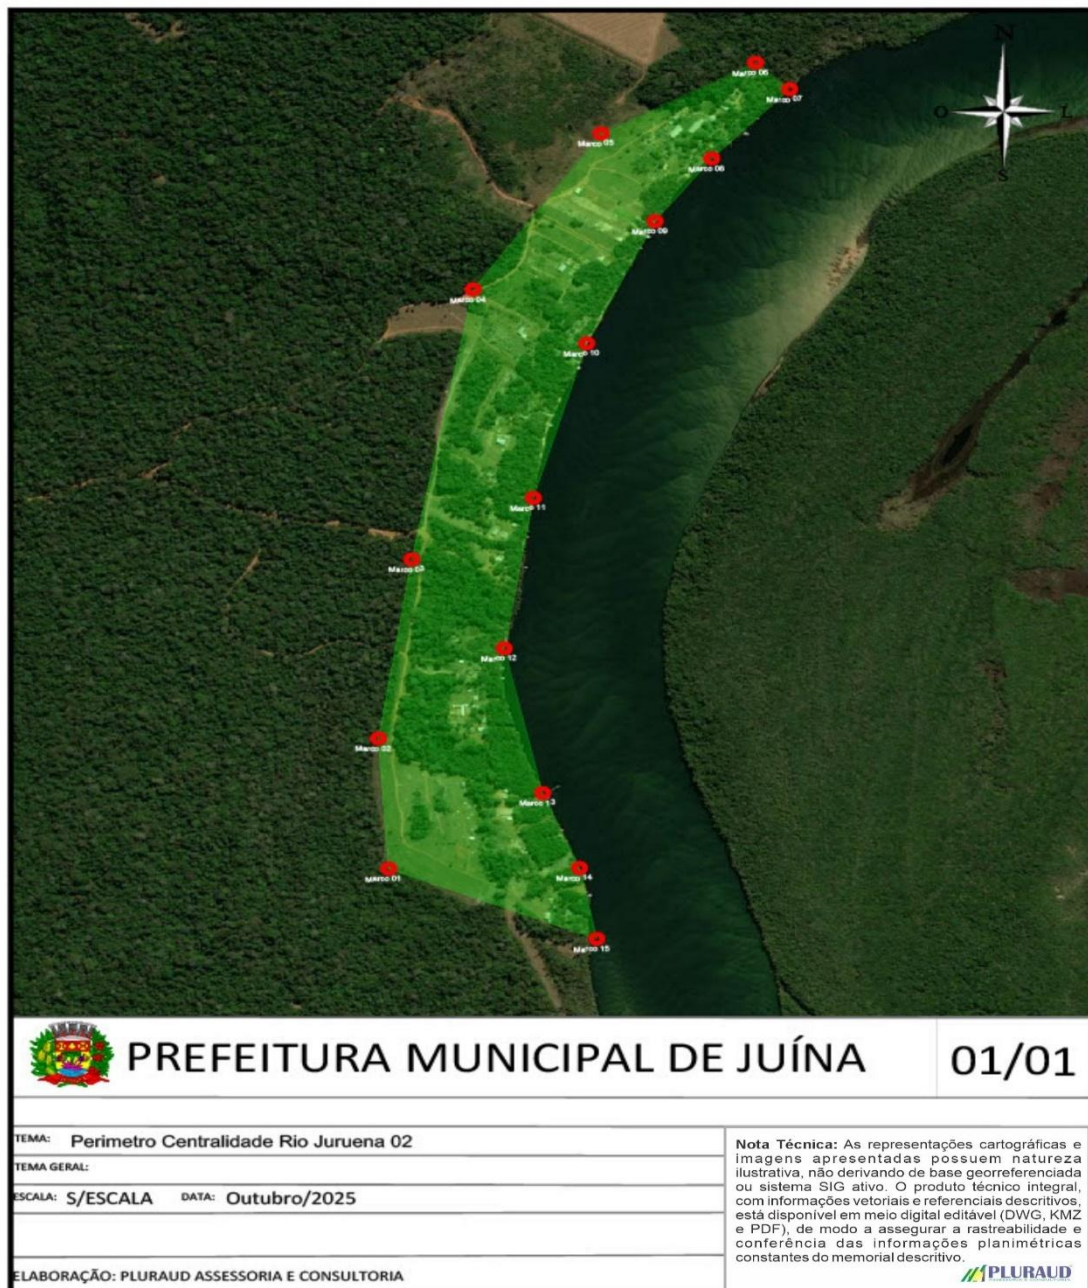 N
O
L
S
Marco 06
Marco 07
Marco 05
Marco 08
Marco 09
Marco 04
Marco 10
Marco 11
Marco 03
Marco 12
Marco 02
Marco 13
Marco 01
Marco 14
Marco 15
PREFEITURA MUNICIPAL DE JUÍNA
01/01
TEMA: Perimetro Centralidade Rio Juruena 02
TEMA GERAL:
ESCALA: S/ESCALA DATA: Outubro/2025
ELABORAÇÃO: PLURAUD ASSESSORIA E CONSULTORIA
Nota Técnica: As representações cartográficas e
imagens apresentadas possuem natureza
ilustrativa, não derivando de base georreferenciada
ou sistema SIG ativo. O produto técnico integral,
com informações vetoriais e referenciais descritivos,
está disponível em meio digital editável (DWG, KMZ
e PDF), de modo a assegurar a rastreabilidade e
conferência das informações planimétricas
constantes do memorial descritivo.
PLURAUD